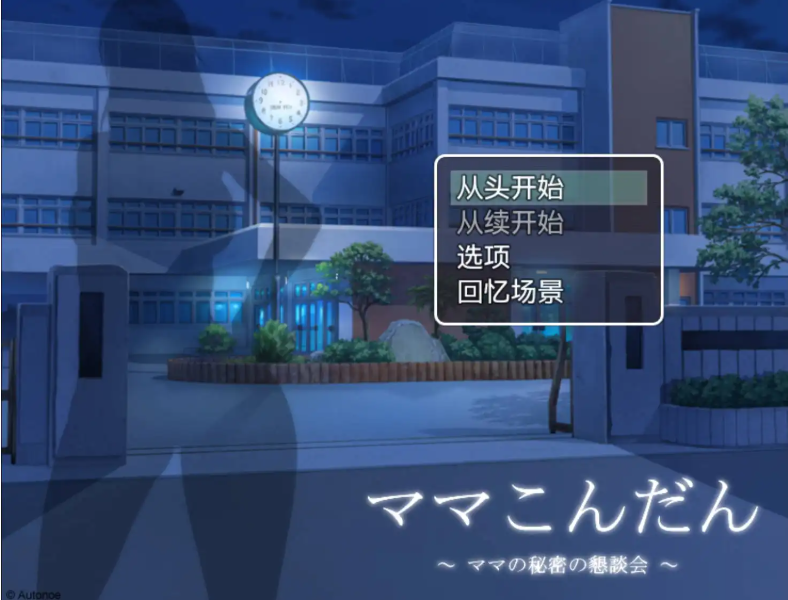 从头开始
从续开始
选项
回忆场景
ママこんだん
～ ママの秘密の懇談会 ～
© Autonoe